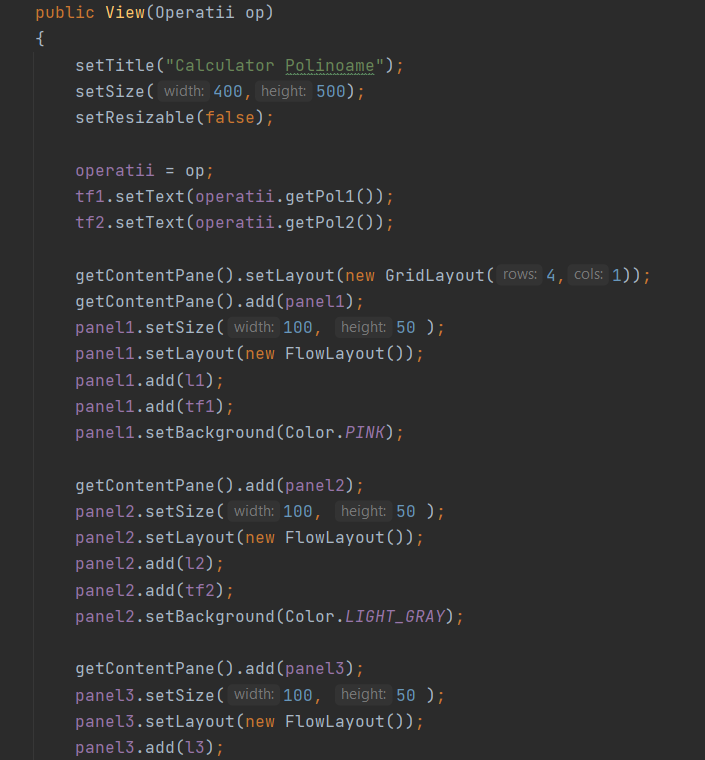 public View(Operatii op)
{
setTitle("Calculator Polinoame");
setSize( width: 400, height: 500);
setResizable(false);
operatii = op;
tf1.setText(operatii.getPol1());
tf2.setText(operatii.getPol2());
getContentPane().setLayout(new GridLayout( rows: 4, cols: 1));
getContentPane().add(panel1);
panel1.setSize( width: 100, height: 50 );
panel1.setLayout(new FlowLayout());
panel1.add(l1);
panel1.add(tf1);
panel1.setBackground(Color.PINK);
getContentPane().add(panel2);
panel2.setSize( width: 100, height: 50 );
panel2.setLayout(new FlowLayout());
panel2.add(l2);
panel2.add(tf2);
panel2.setBackground(Color.LIGHT_GRAY);
getContentPane().add(panel3);
panel3.setSize( width: 100, height: 50 );
panel3.setLayout(new FlowLayout());
panel3.add(l3);